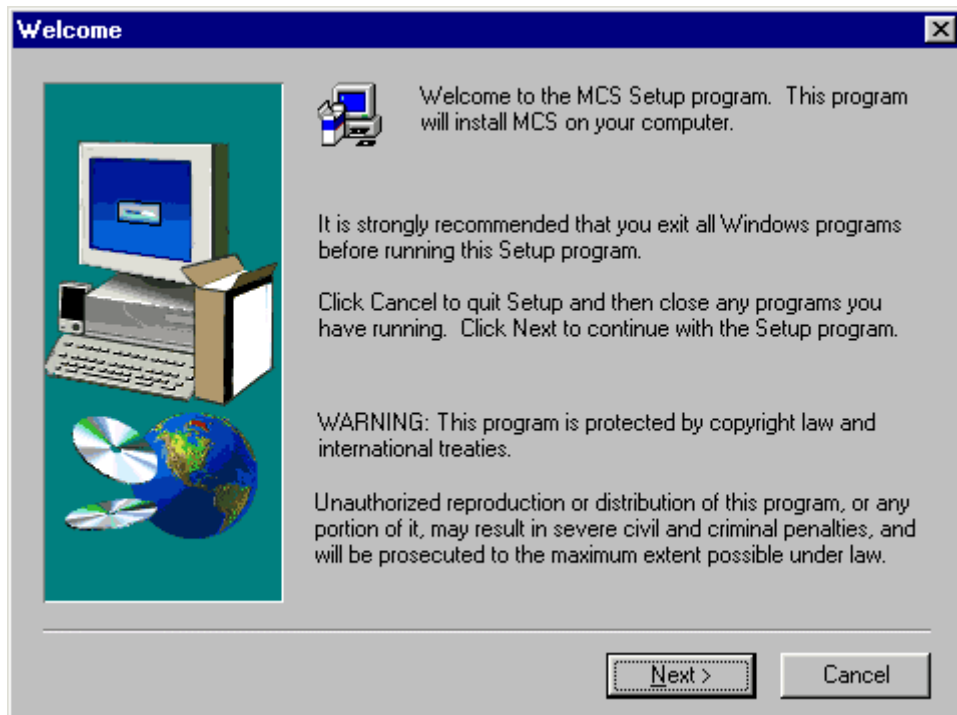 Welcome
Welcome to the MCS Setup program.  This program
will install MCS on your computer.
It is strongly recommended that you exit all Windows programs
before running this Setup program.
Click Cancel to quit Setup and then close any programs you
have running.  Click Next to continue with the Setup program.
WARNING: This program is protected by copyright law and
international treaties.
Unauthorized reproduction or distribution of this program, or any
portion of it, may result in severe civil and criminal penalties, and
will be prosecuted to the maximum extent possible under law.
Next >
Cancel